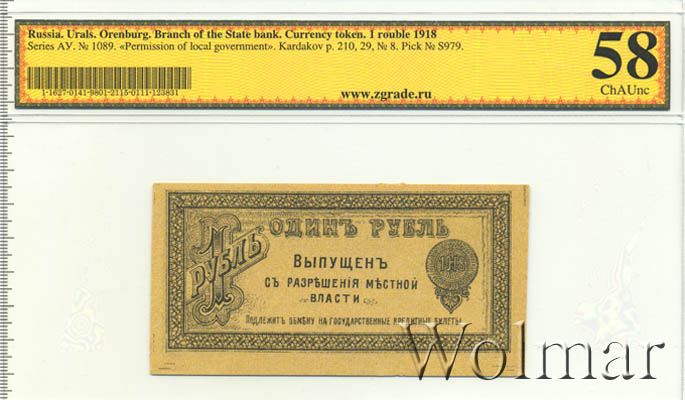 Russia. Urals. Orenburg. Branch of the State bank. Currency token. 1 rouble 1918
Series АУ. № 1089. «Permission of local government». Kardakov p. 210, 29, № 8. Pick № S979.
58
ChAUnc
1-1627-0141-9801-2115-0111-123831
www.zgrade.ru
1
РУБЛЬ
ОДИНЪ РУБЛЬ
ВЫПУЩЕНЪ
СЪ РАЗРѢШЕНІЯ МѢСТНОЙ
ВЛАСТИ
ПОДЛЕЖИТЪ ОБМѢНУ НА ГОСУДАРСТВЕННЫЕ КРЕДИТНЫЕ БИЛЕТЫ
Wolmar